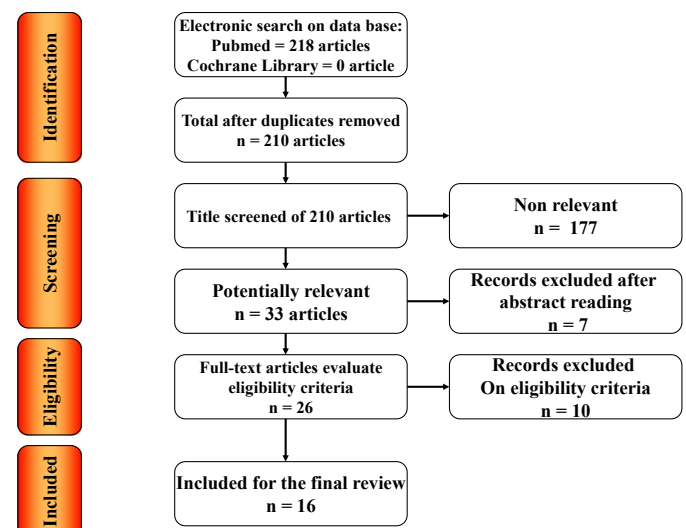 Identification
Electronic search on data base:
Pubmed = 218 articles
Cochrane Library = 0 article
Total after duplicates removed
n = 210 articles
Screening
Title screened of 210 articles
Non relevant
n = 177
Potentially relevant
n = 33 articles
Records excluded after
abstract reading
n = 7
Eligibility
Full-text articles evaluate
eligibility criteria
n = 26
Records excluded
On eligibility criteria
n = 10
Included
Included for the final review
n = 16